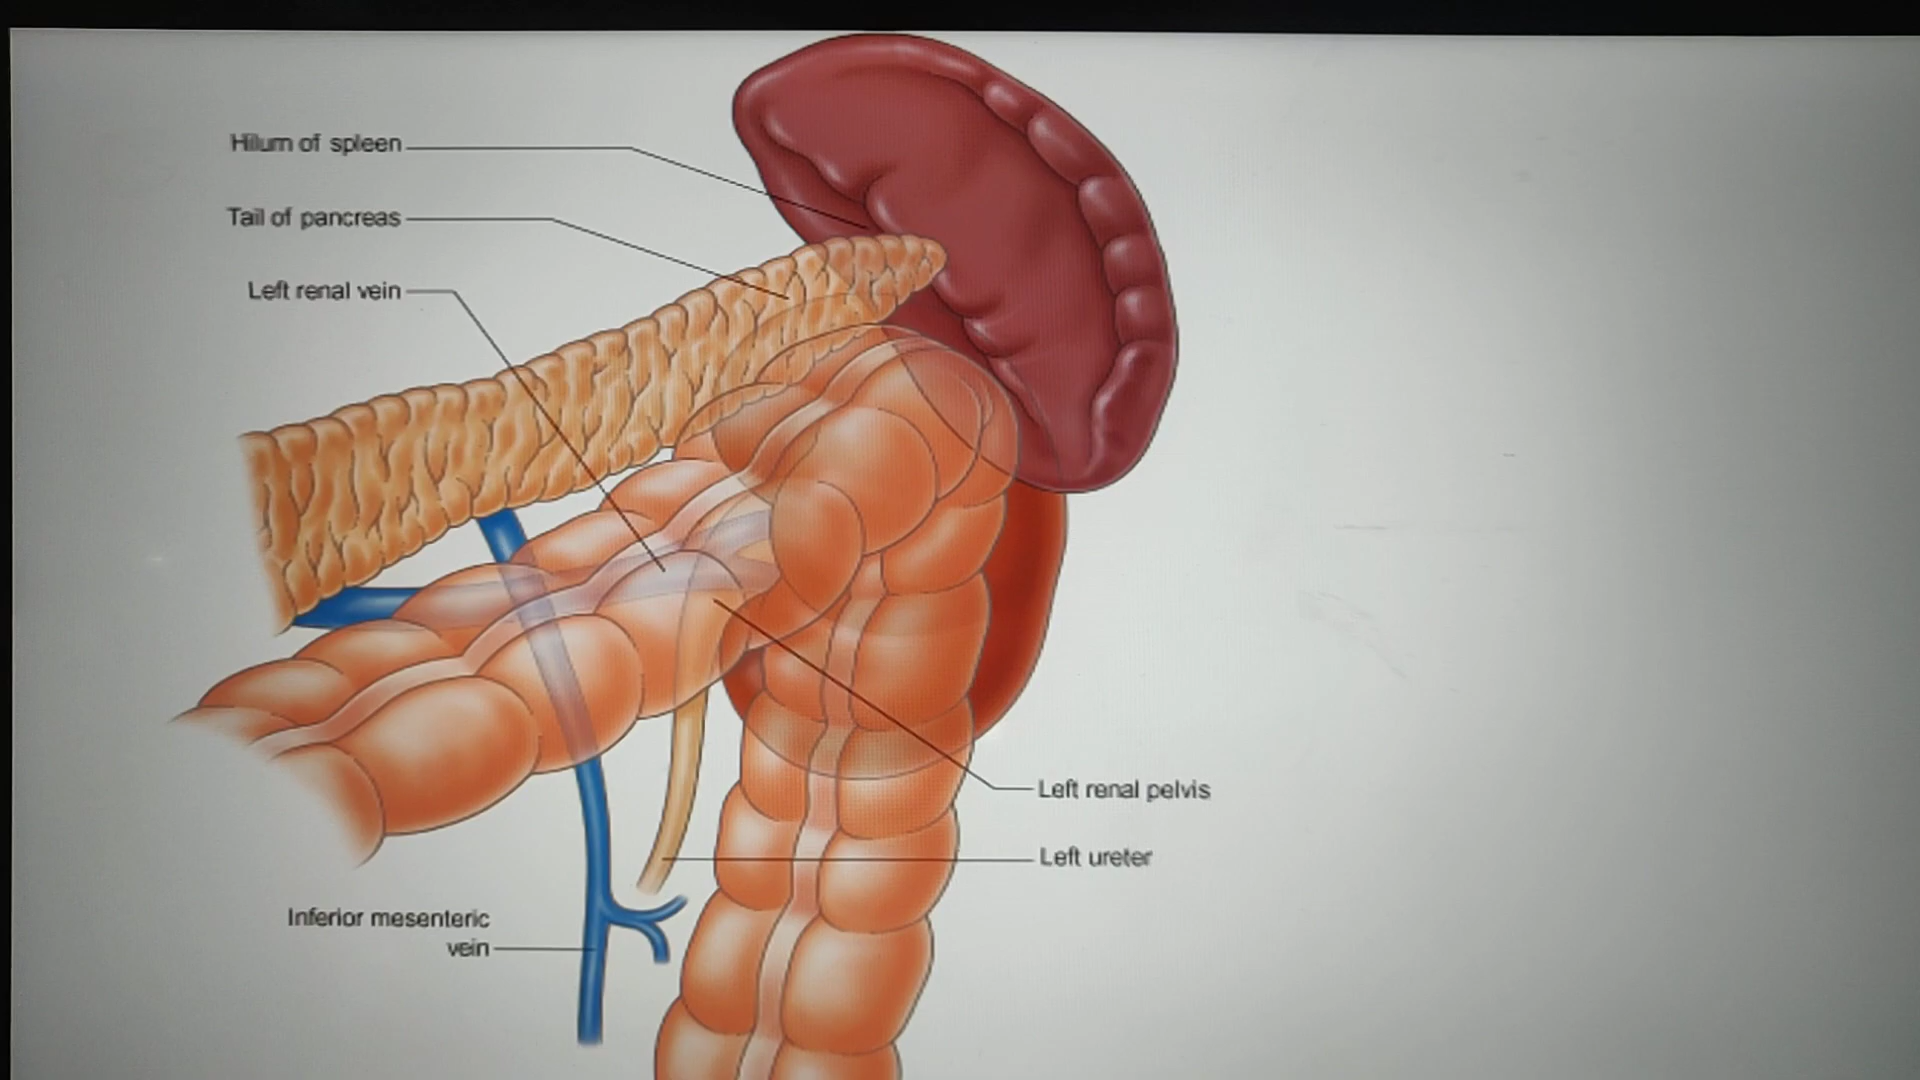 Hilum of spleen
Tail of pancreas
Left renal vein
Left renal pelvis
Left ureter
Inferior mesenteric
vein